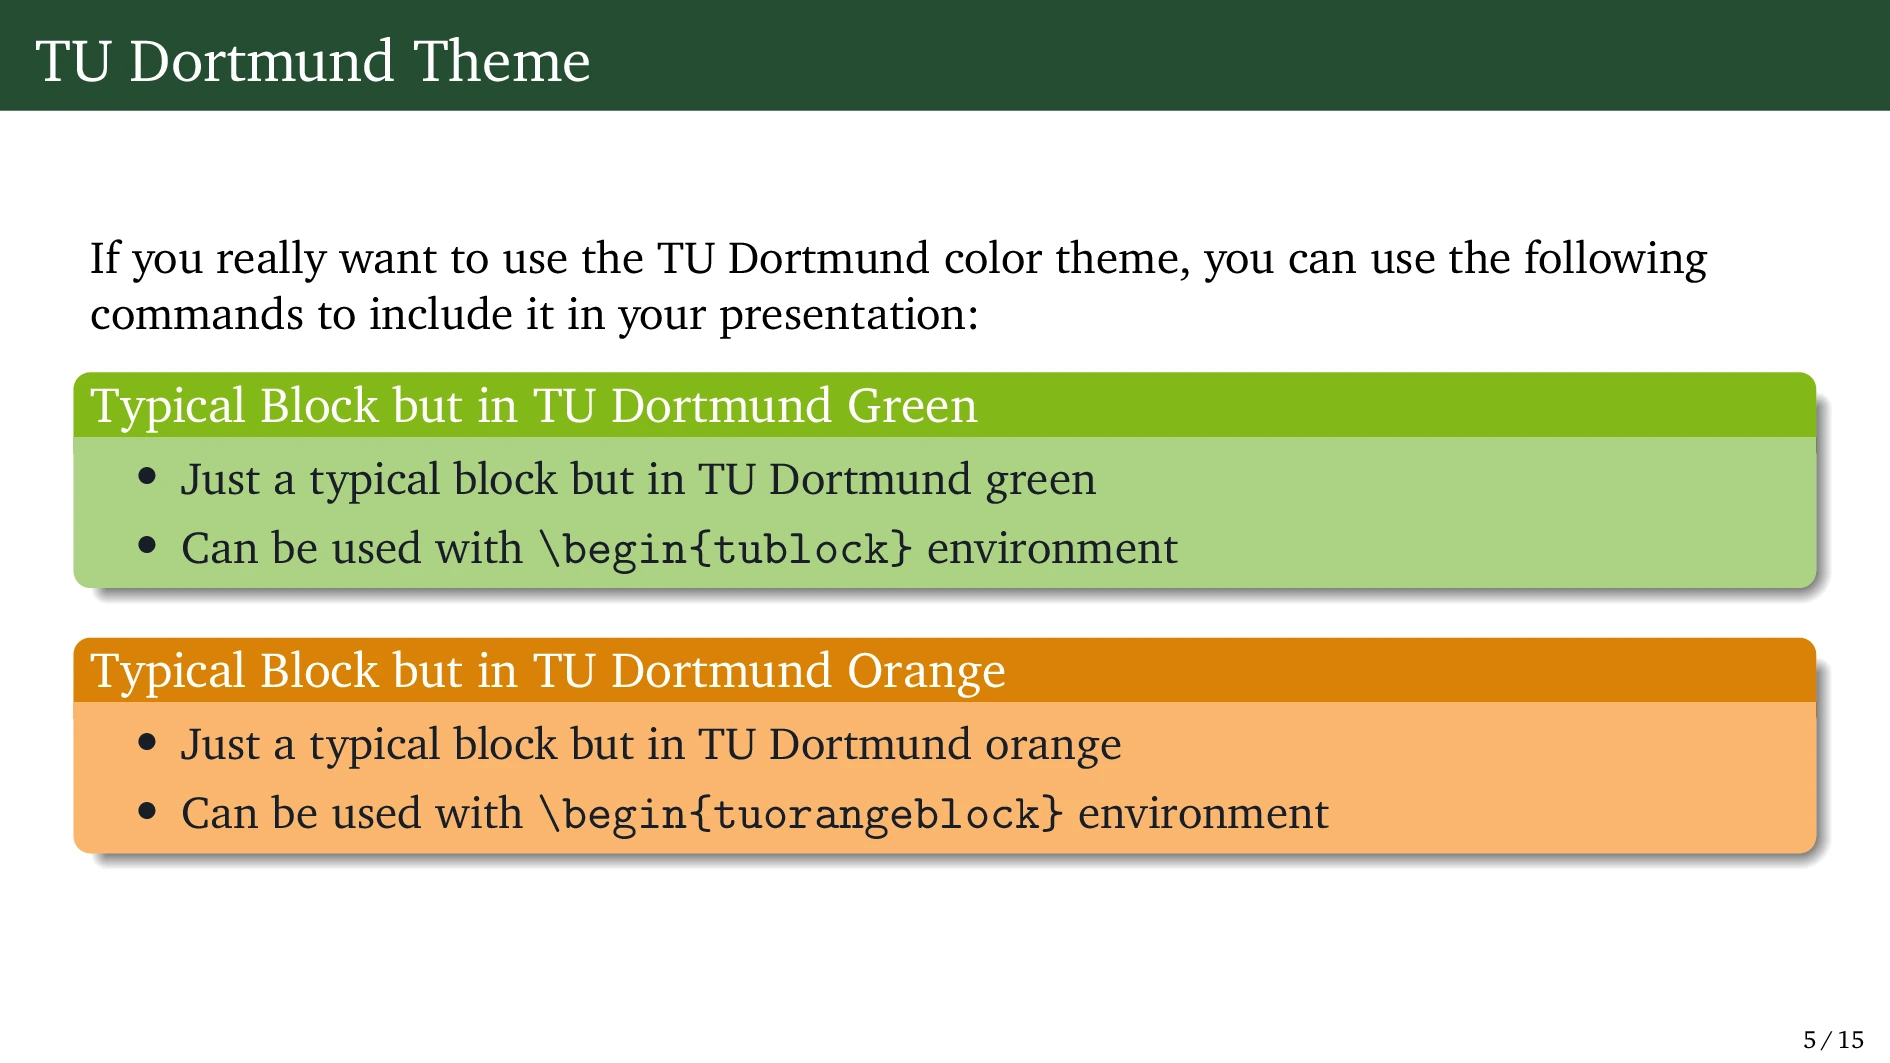 TU Dortmund Theme
If you really want to use the TU Dortmund color theme, you can use the following
commands to include it in your presentation:
Typical Block but in TU Dortmund Green
• Just a typical block but in TU Dortmund green
• Can be used with \begin{tublock} environment
Typical Block but in TU Dortmund Orange
• Just a typical block but in TU Dortmund orange
• Can be used with \begin{tuorangeblock} environment
5 / 15